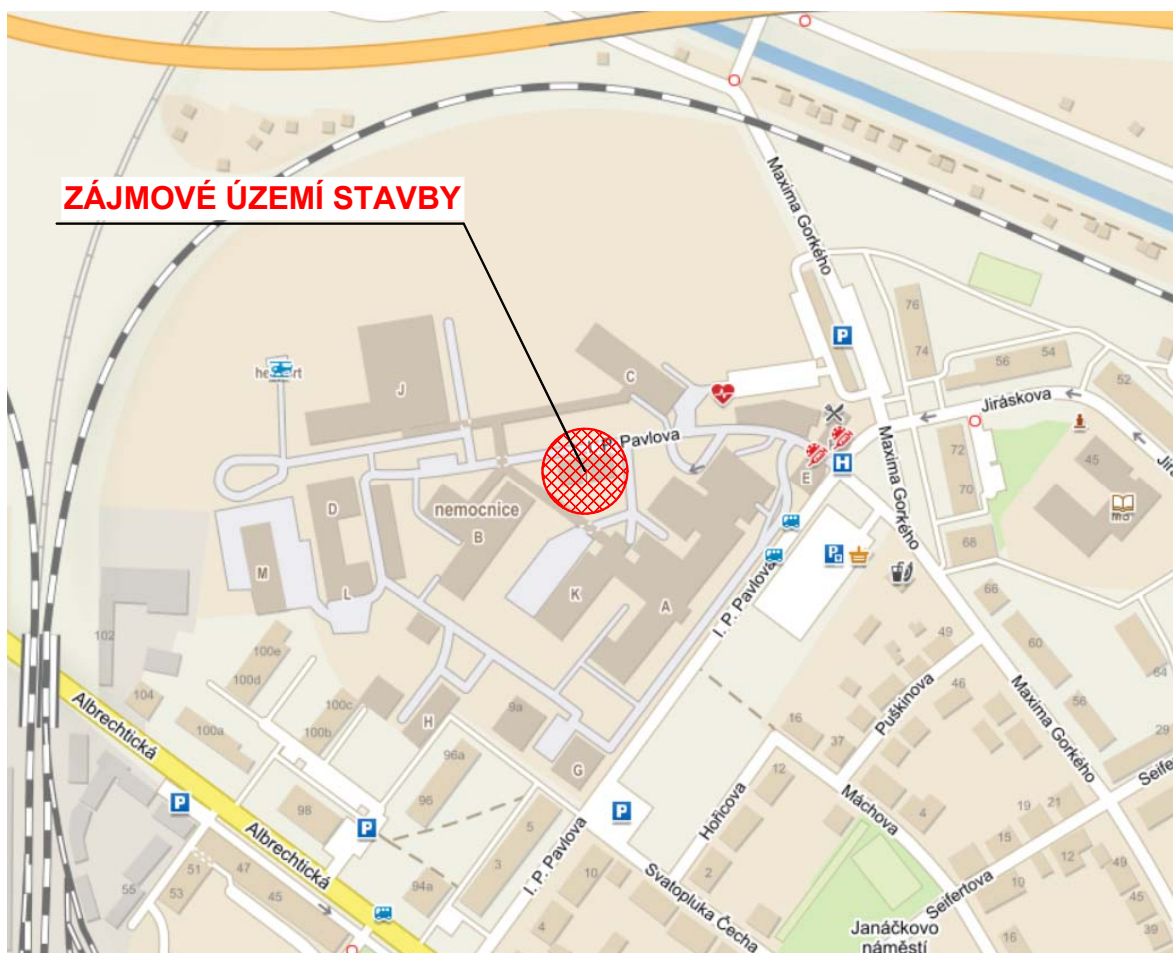 ZÁJMOVÉ ÚZEMÍ STAVBY
Maxima Gorkého
76
74
P
56
54
52
C
J
Jiráskova
P. Pavlova
Maxima Gorkého
72
70
68
45
H
E
nemocnice
D
B
M
L
K
A
P
I. P. Pavlova
66
60
64
56
49
46
Puškinova
Maxima Gorkého
29
102
100e
100d
104
100c
100a
100b
H
9a
G
96a
96
16
37
12
Hořicova
Máchova
4
19
21
15
12
49
45
39
Seifertova
10
16
Albrechtická
P
98
P
P
5
3
I. P. Pavlova
10
4
2
Svatopluka Čecha
Albrechtická
94a
51
53
47
45
55
Janáčkovo
náměstí